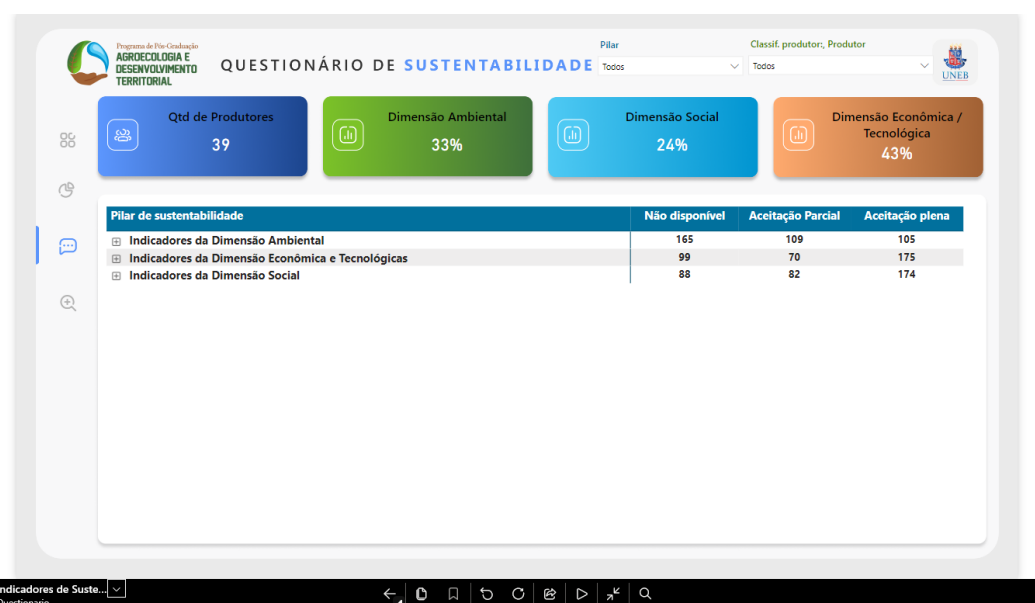 Programa de Pós-Graduação
AGROECOLOGIA E
DESENVOLVIMENTO
TERRITORIAL
QUESTIONÁRIO DE SUSTENTABILIDADE
Pilar
Todos
Classif. produtor:, Produtor
Todos
UNEB
Qtd de Produtores
39
Dimensão Ambiental
33%
Dimensão Social
24%
Dimensão Econômica /
Tecnológica
43%
Pilar de sustentabilidade Não disponível Aceitação Parcial Aceitação plena
Indicadores da Dimensão Ambiental 165 109 105
Indicadores da Dimensão Econômica e Tecnológicas 99 70 175
Indicadores da Dimensão Social 88 82 174
ndicadores de Suste...
Questionario